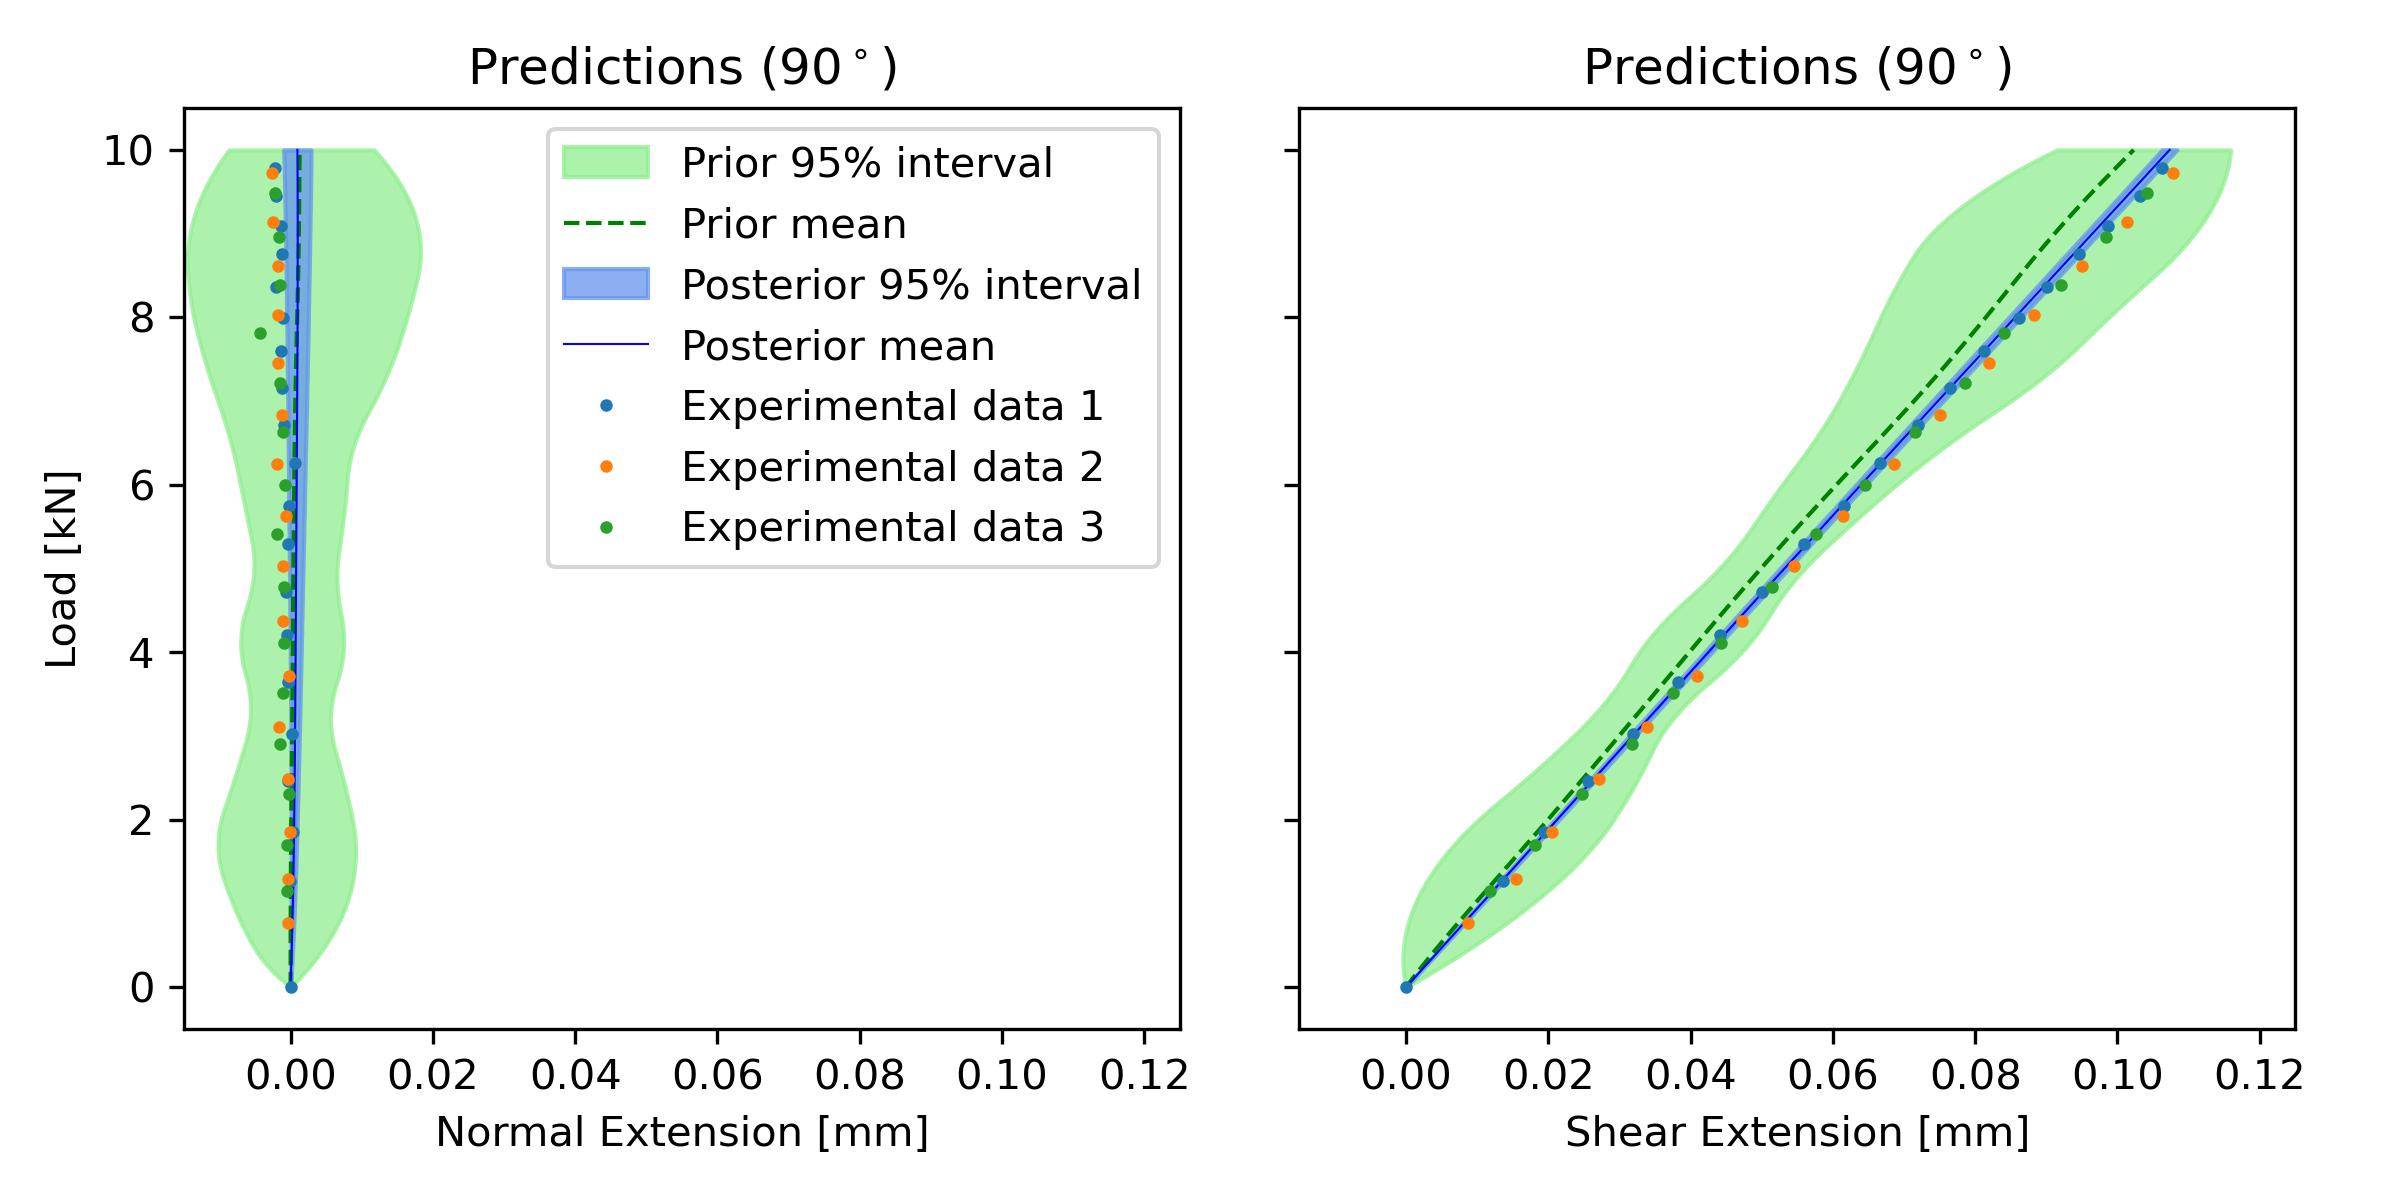 Predictions (90°)
Predictions (90°)
10
8
6
4
2
0
Load [kN]
Prior 95% interval
Prior mean
Posterior 95% interval
Posterior mean
Experimental data 1
Experimental data 2
Experimental data 3
0.00 0.02 0.04 0.06 0.08 0.10 0.12
Normal Extension [mm]
0.00 0.02 0.04 0.06 0.08 0.10 0.12
Shear Extension [mm]